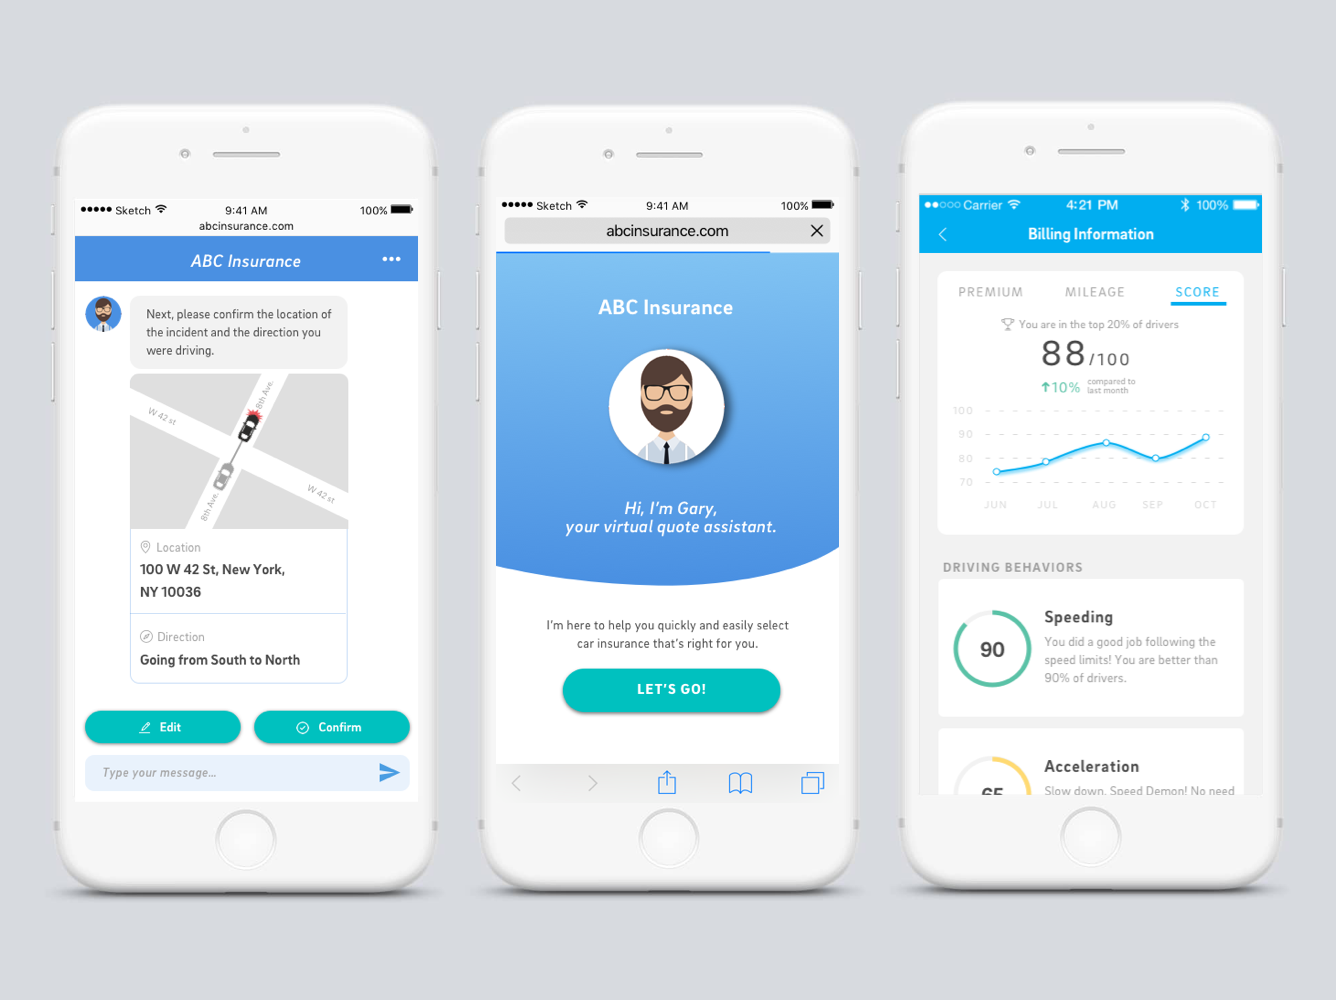 Sketch
9:41 AM
100%
abcinsurance.com
ABC Insurance
Next, please confirm the location of
the incident and the direction you
were driving.
8th Ave.
W 42 st
W 42 st
8th Ave.
Location
100 W 42 St, New York,
NY 10036
Direction
Going from South to North
Edit
Confirm
Type your message...
Sketch
9:41 AM
100%
abcinsurance.com
ABC Insurance
Hi, I'm Gary,
your virtual quote assistant.
I'm here to help you quickly and easily select
car insurance that's right for you.
LET'S GO!
Carrier
4:21 PM
100%
Billing Information
PREMIUM
MILEAGE
SCORE
You are in the top 20% of drivers
88/100
10%
compared to
last month
100
90
80
70
JUN
JUL
AUG
SEP
OCT
DRIVING BEHAVIORS
90
Speeding
You did a good job following the
speed limits! You are better than
90% of drivers.
65
Acceleration
Slow down, Speed Demon! No need